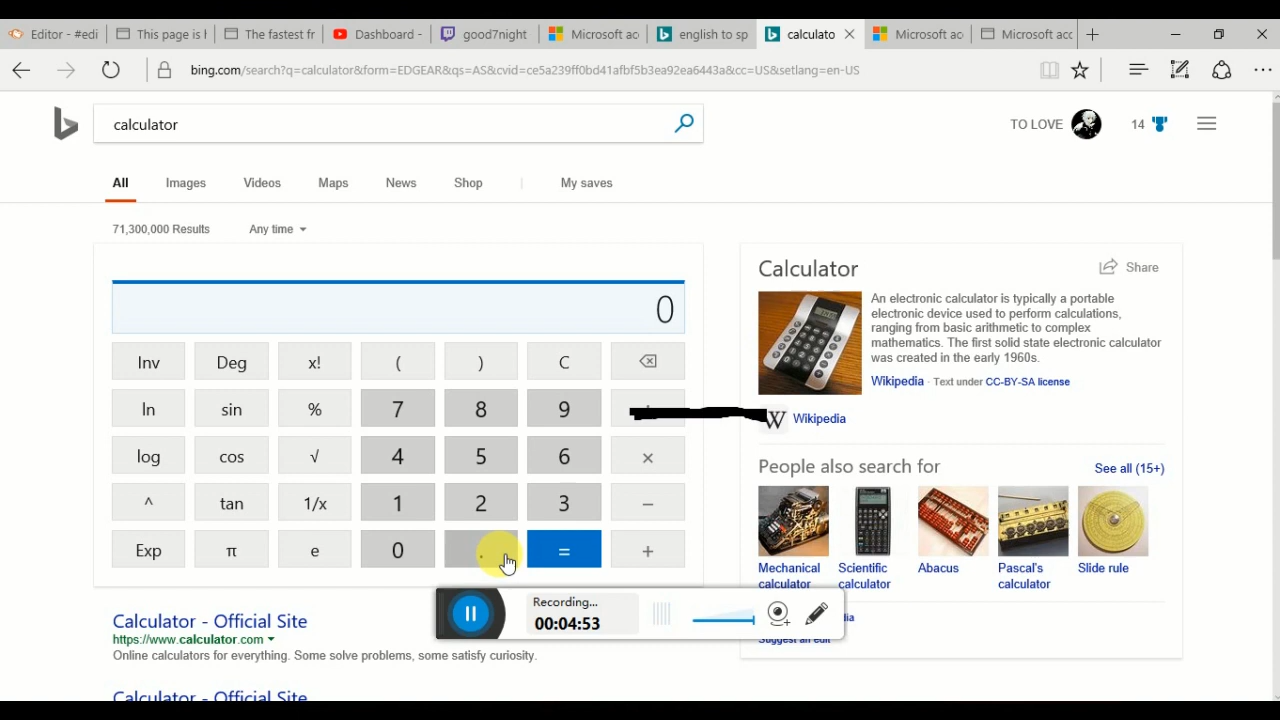 Editor - #edi
This page is h
The fastest fr
Dashboard -
good7night
Microsoft acc
english to sp
calculato
Microsoft acc
Microsoft acc
bing.com/search?q=calculator&form=EDGEAR&qs=AS&cvid=ce5a239ff0bd41afbf5b3ea92ea6443a&cc=US&setlang=en-US
calculator
TO LOVE
14
All Images Videos Maps News Shop | My saves
71,300,000 Results Any time
0
Inv Deg x! ( ) C
ln sin % 7 8 9
log cos √ 4 5 6 ×
^ tan 1/x 1 2 3 −
Exp π e 0 . = +
Calculator
Share
An electronic calculator is typically a portable
electronic device used to perform calculations,
ranging from basic arithmetic to complex
mathematics. The first solid state electronic calculator
was created in the early 1960s.
Wikipedia · Text under CC-BY-SA license
W Wikipedia
People also search for See all (15+)
Mechanical calculator
Scientific calculator
Abacus
Pascal's calculator
Slide rule
Suggest an edit
Recording...
00:04:53
Calculator - Official Site
https://www.calculator.com
Online calculators for everything. Some solve problems, some satisfy curiosity.
Calculator - Official Site